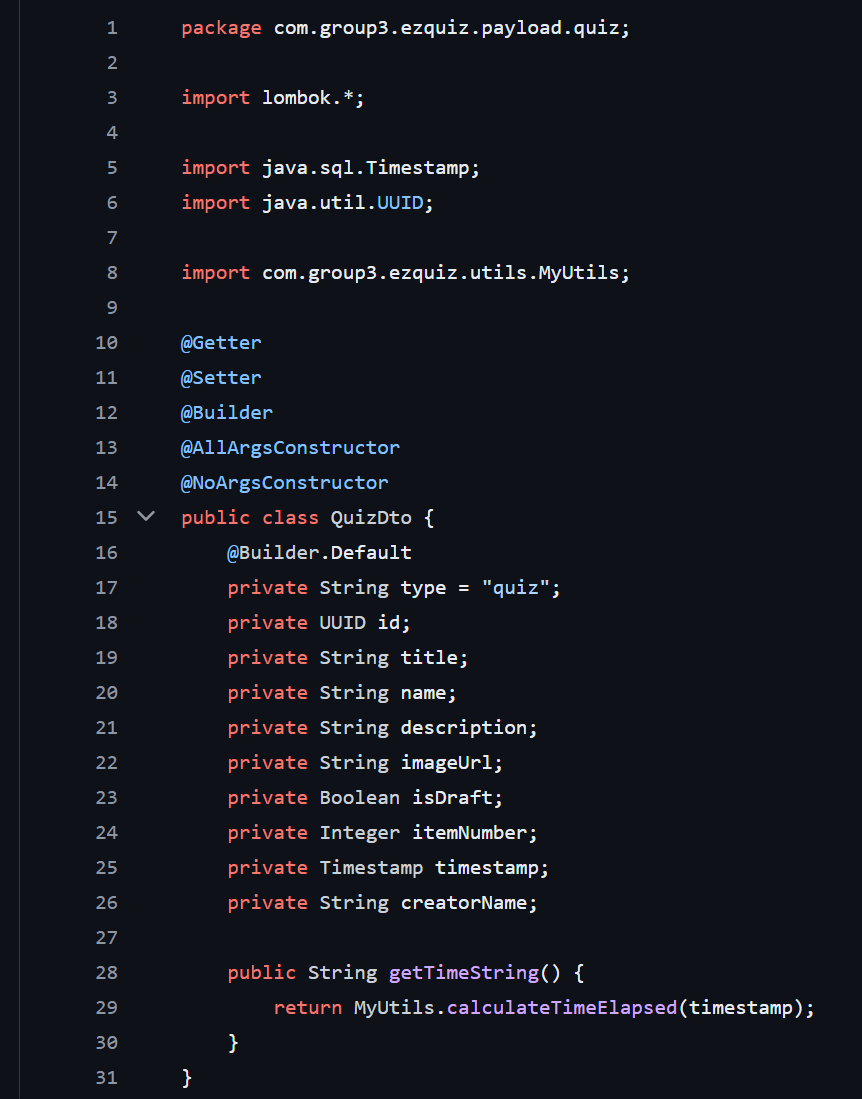 1 package com.group3.ezquiz.payload.quiz;
2
3 import lombok.*;
4
5 import java.sql.Timestamp;
6 import java.util.UUID;
7
8 import com.group3.ezquiz.utils.MyUtils;
9
10 @Getter
11 @Setter
12 @Builder
13 @AllArgsConstructor
14 @NoArgsConstructor
15 public class QuizDto {
16     @Builder.Default
17     private String type = "quiz";
18     private UUID id;
19     private String title;
20     private String name;
21     private String description;
22     private String imageUrl;
23     private Boolean isDraft;
24     private Integer itemNumber;
25     private Timestamp timestamp;
26     private String creatorName;
27
28     public String getTimeString() {
29         return MyUtils.calculateTimeElapsed(timestamp);
30     }
31 }